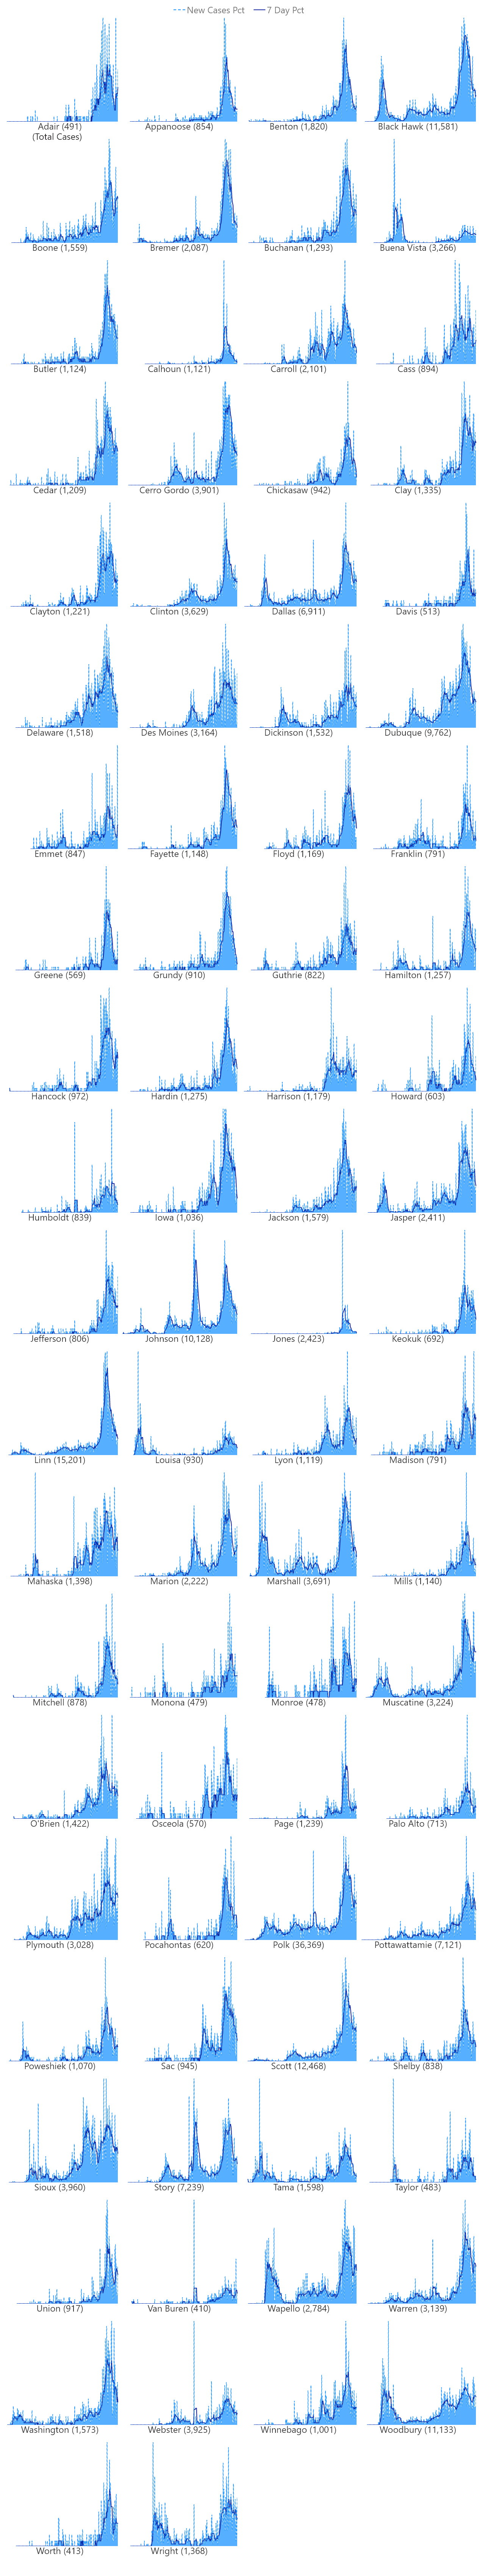 New Cases Pct 7 Day Pct
Adair (491) Appanoose (854) Benton (1,820) Black Hawk (11,581)
(Total Cases)
Boone (1,559) Bremer (2,087) Buchanan (1,293) Buena Vista (3,266)
Butler (1,124) Calhoun (1,121) Carroll (2,101) Cass (894)
Cedar (1,209) Cerro Gordo (3,901) Chickasaw (942) Clay (1,335)
Clayton (1,221) Clinton (3,629) Dallas (6,911) Davis (513)
Delaware (1,518) Des Moines (3,164) Dickinson (1,532) Dubuque (9,762)
Emmet (847) Fayette (1,148) Floyd (1,169) Franklin (791)
Greene (569) Grundy (910) Guthrie (822) Hamilton (1,257)
Hancock (972) Hardin (1,275) Harrison (1,179) Howard (603)
Humboldt (839) Iowa (1,036) Jackson (1,579) Jasper (2,411)
Jefferson (806) Johnson (10,128) Jones (2,423) Keokuk (692)
Linn (15,201) Louisa (930) Lyon (1,119) Madison (791)
Mahaska (1,398) Marion (2,222) Marshall (3,691) Mills (1,140)
Mitchell (878) Monona (479) Monroe (478) Muscatine (3,224)
O'Brien (1,422) Osceola (570) Page (1,239) Palo Alto (713)
Plymouth (3,028) Pocahontas (620) Polk (36,369) Pottawattamie (7,121)
Poweshiek (1,070) Sac (945) Scott (12,468) Shelby (838)
Sioux (3,960) Story (7,239) Tama (1,598) Taylor (483)
Union (917) Van Buren (410) Wapello (2,784) Warren (3,139)
Washington (1,573) Webster (3,925) Winnebago (1,001) Woodbury (11,133)
Worth (413) Wright (1,368)